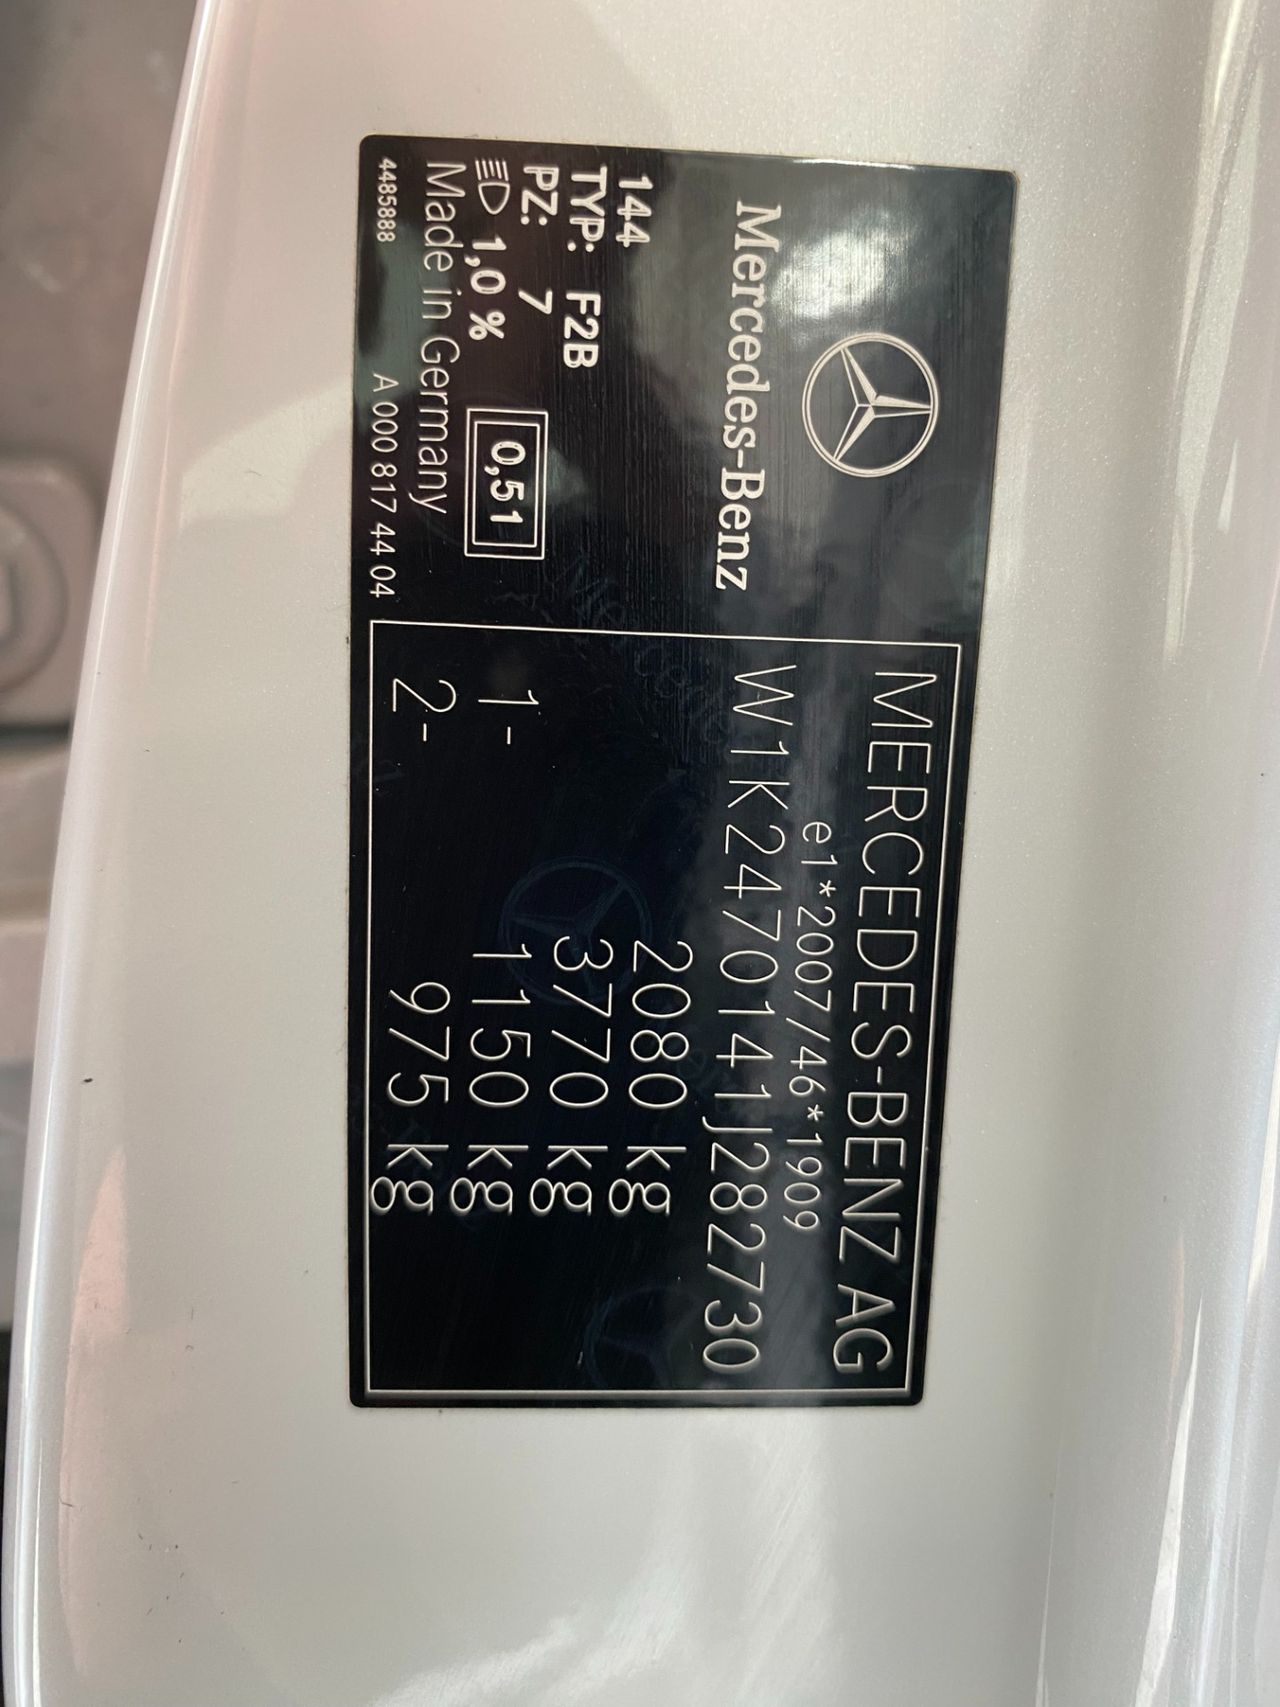 Mercedes-Benz
144
TYP: F2B
PZ: 7
1,0 %
0,51
Made in Germany
4485888 A 000 817 44 04
MERCEDES-BENZ AG
e1*2007/46*1909
W1K2470141J282730
2080 kg
3770 kg
1- 1150 kg
2- 975 kg